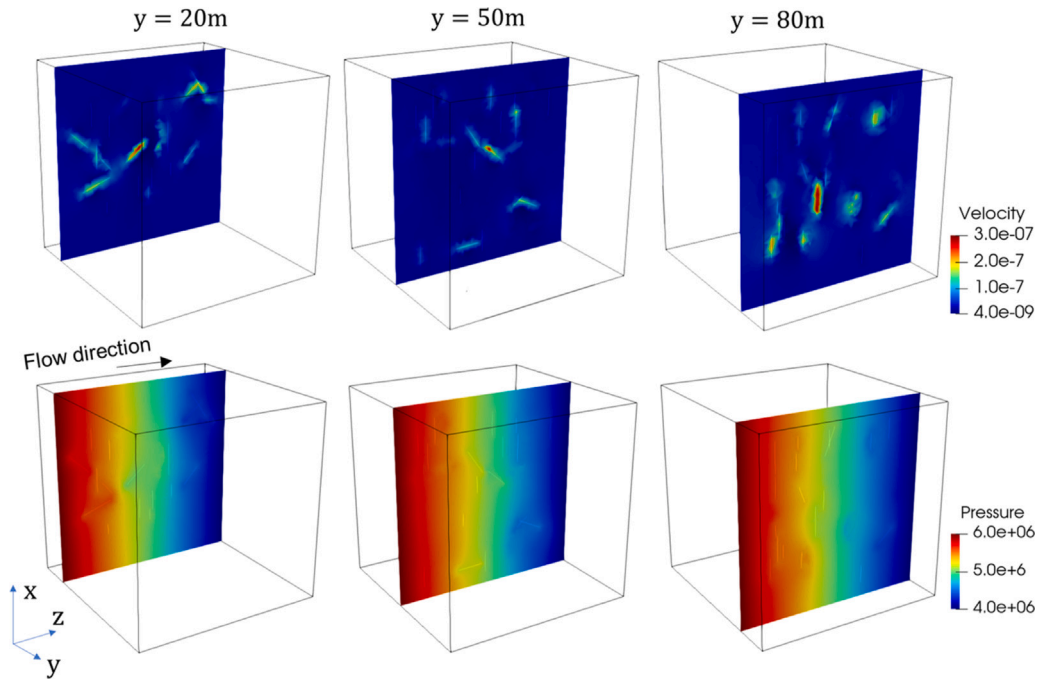 y = 20m
y = 50m
y = 80m
Velocity
3.0e-07
2.0e-7
1.0e-7
4.0e-09
Flow direction
Pressure
6.0e+06
5.0e+6
4.0e+06
x
z
y